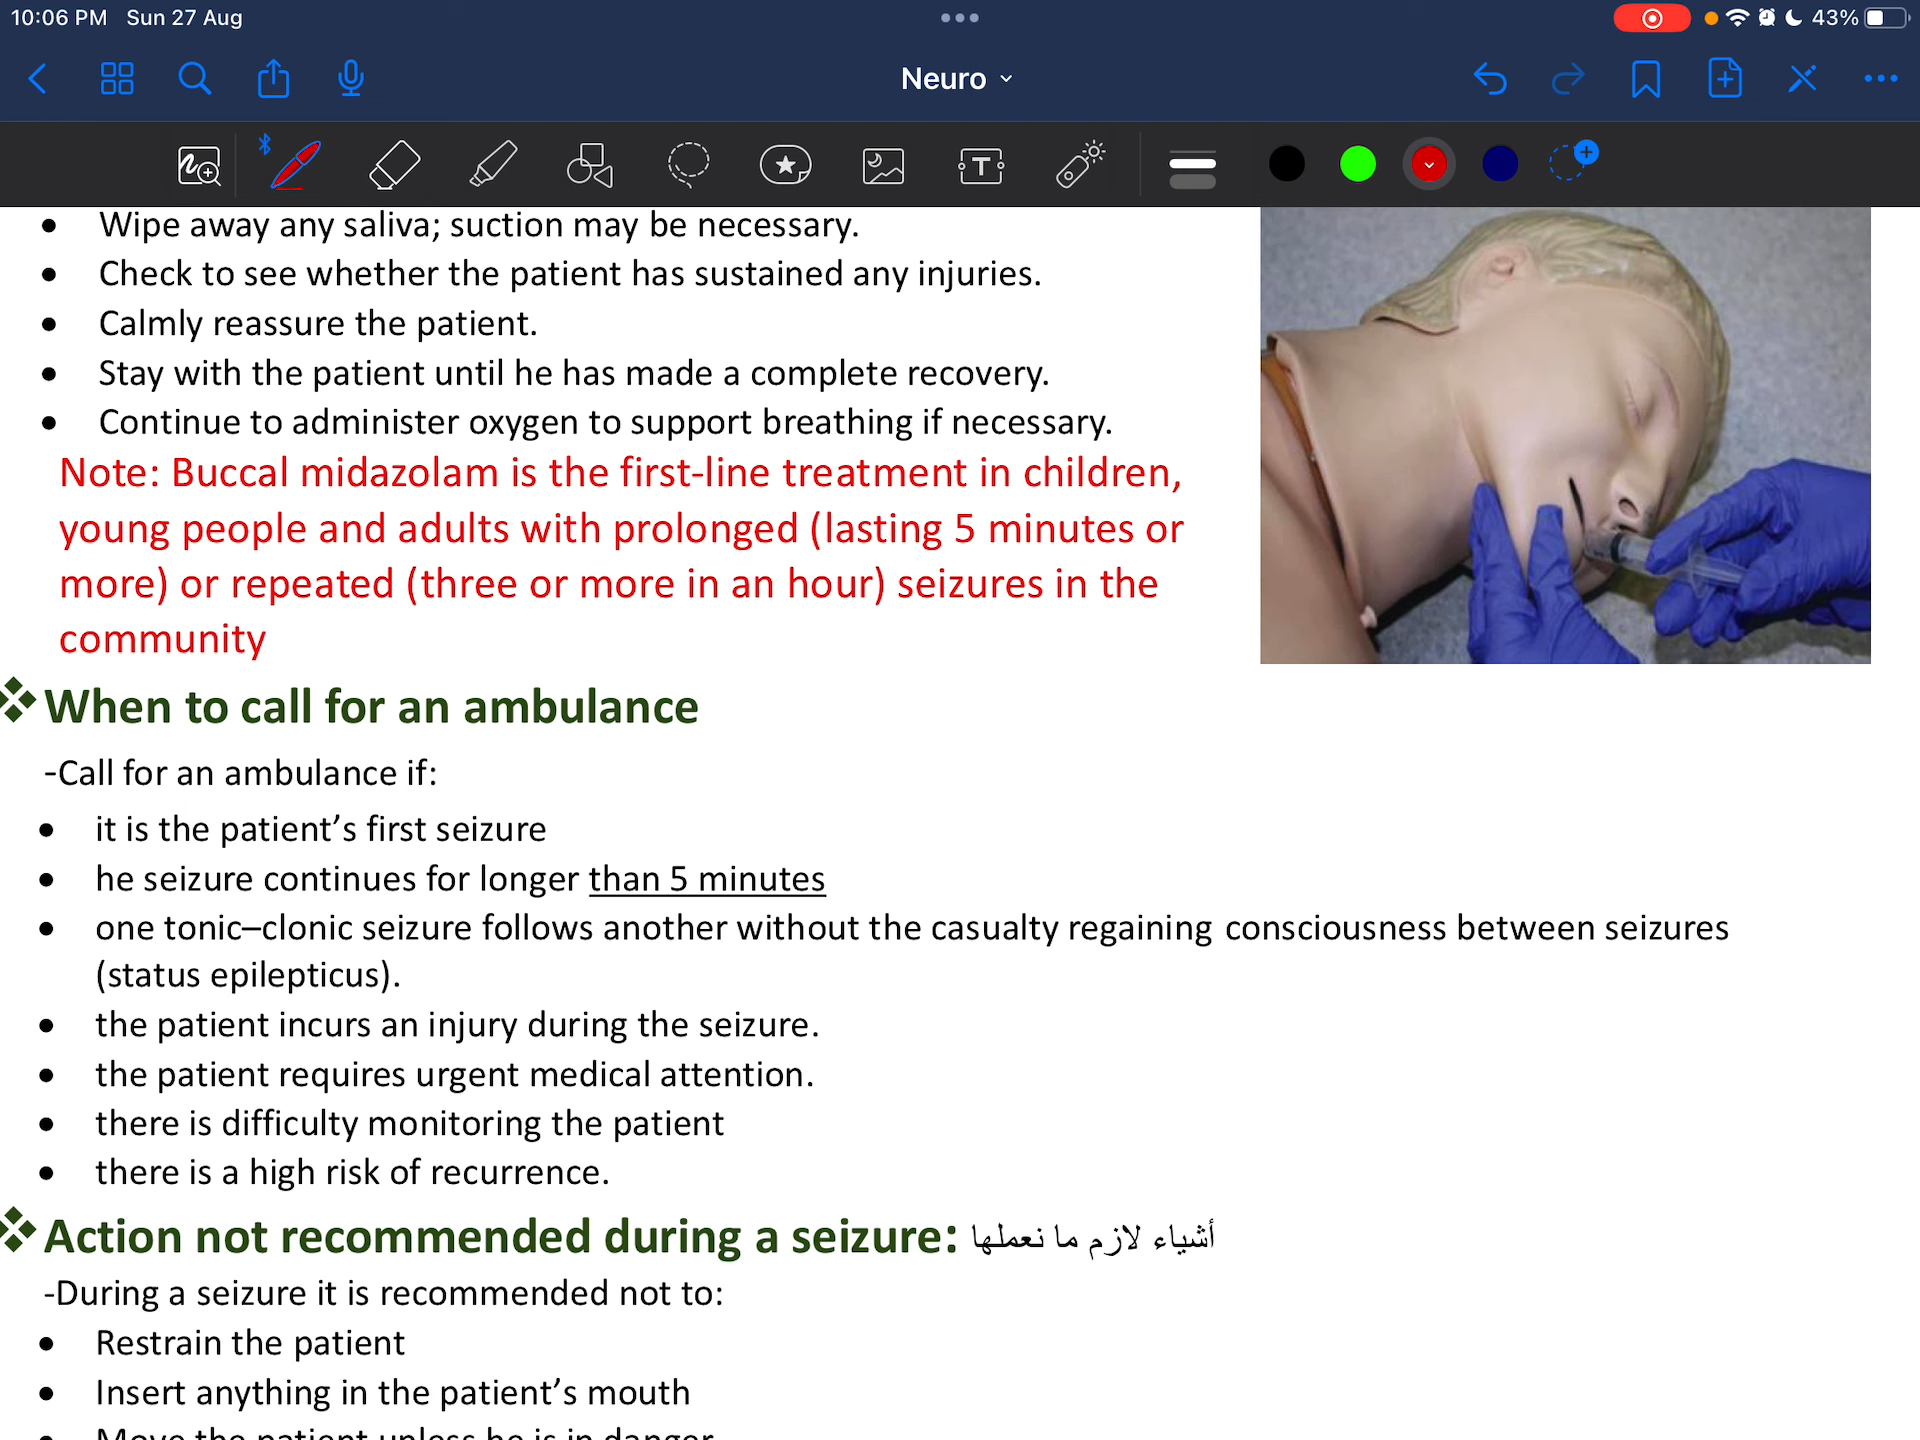 10:06 PM Sun 27 Aug
43%
Neuro
• Wipe away any saliva; suction may be necessary.
• Check to see whether the patient has sustained any injuries.
• Calmly reassure the patient.
• Stay with the patient until he has made a complete recovery.
• Continue to administer oxygen to support breathing if necessary.
Note: Buccal midazolam is the first-line treatment in children,
young people and adults with prolonged (lasting 5 minutes or
more) or repeated (three or more in an hour) seizures in the
community
❖ When to call for an ambulance
-Call for an ambulance if:
• it is the patient’s first seizure
• he seizure continues for longer than 5 minutes
• one tonic–clonic seizure follows another without the casualty regaining consciousness between seizures
(status epilepticus).
• the patient incurs an injury during the seizure.
• the patient requires urgent medical attention.
• there is difficulty monitoring the patient
• there is a high risk of recurrence.
❖ Action not recommended during a seizure: أشياء لازم ما نعملها
-During a seizure it is recommended not to:
• Restrain the patient
• Insert anything in the patient’s mouth
• Move the patient unless he is in danger